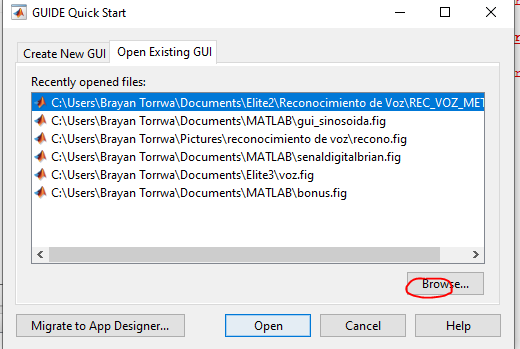 GUIDE Quick Start
Create New GUI Open Existing GUI
Recently opened files:
C:\Users\Brayan Torrwa\Documents\Elite2\Reconocimiento de Voz\REC_VOZ_MET
C:\Users\Brayan Torrwa\Documents\MATLAB\gui_sinosoida.fig
C:\Users\Brayan Torrwa\Pictures\reconocimiento de voz\recono.fig
C:\Users\Brayan Torrwa\Documents\MATLAB\senaldigitalbrian.fig
C:\Users\Brayan Torrwa\Documents\Elite3\voz.fig
C:\Users\Brayan Torrwa\Documents\MATLAB\bonus.fig
Browse...
Migrate to App Designer... Open Cancel Help